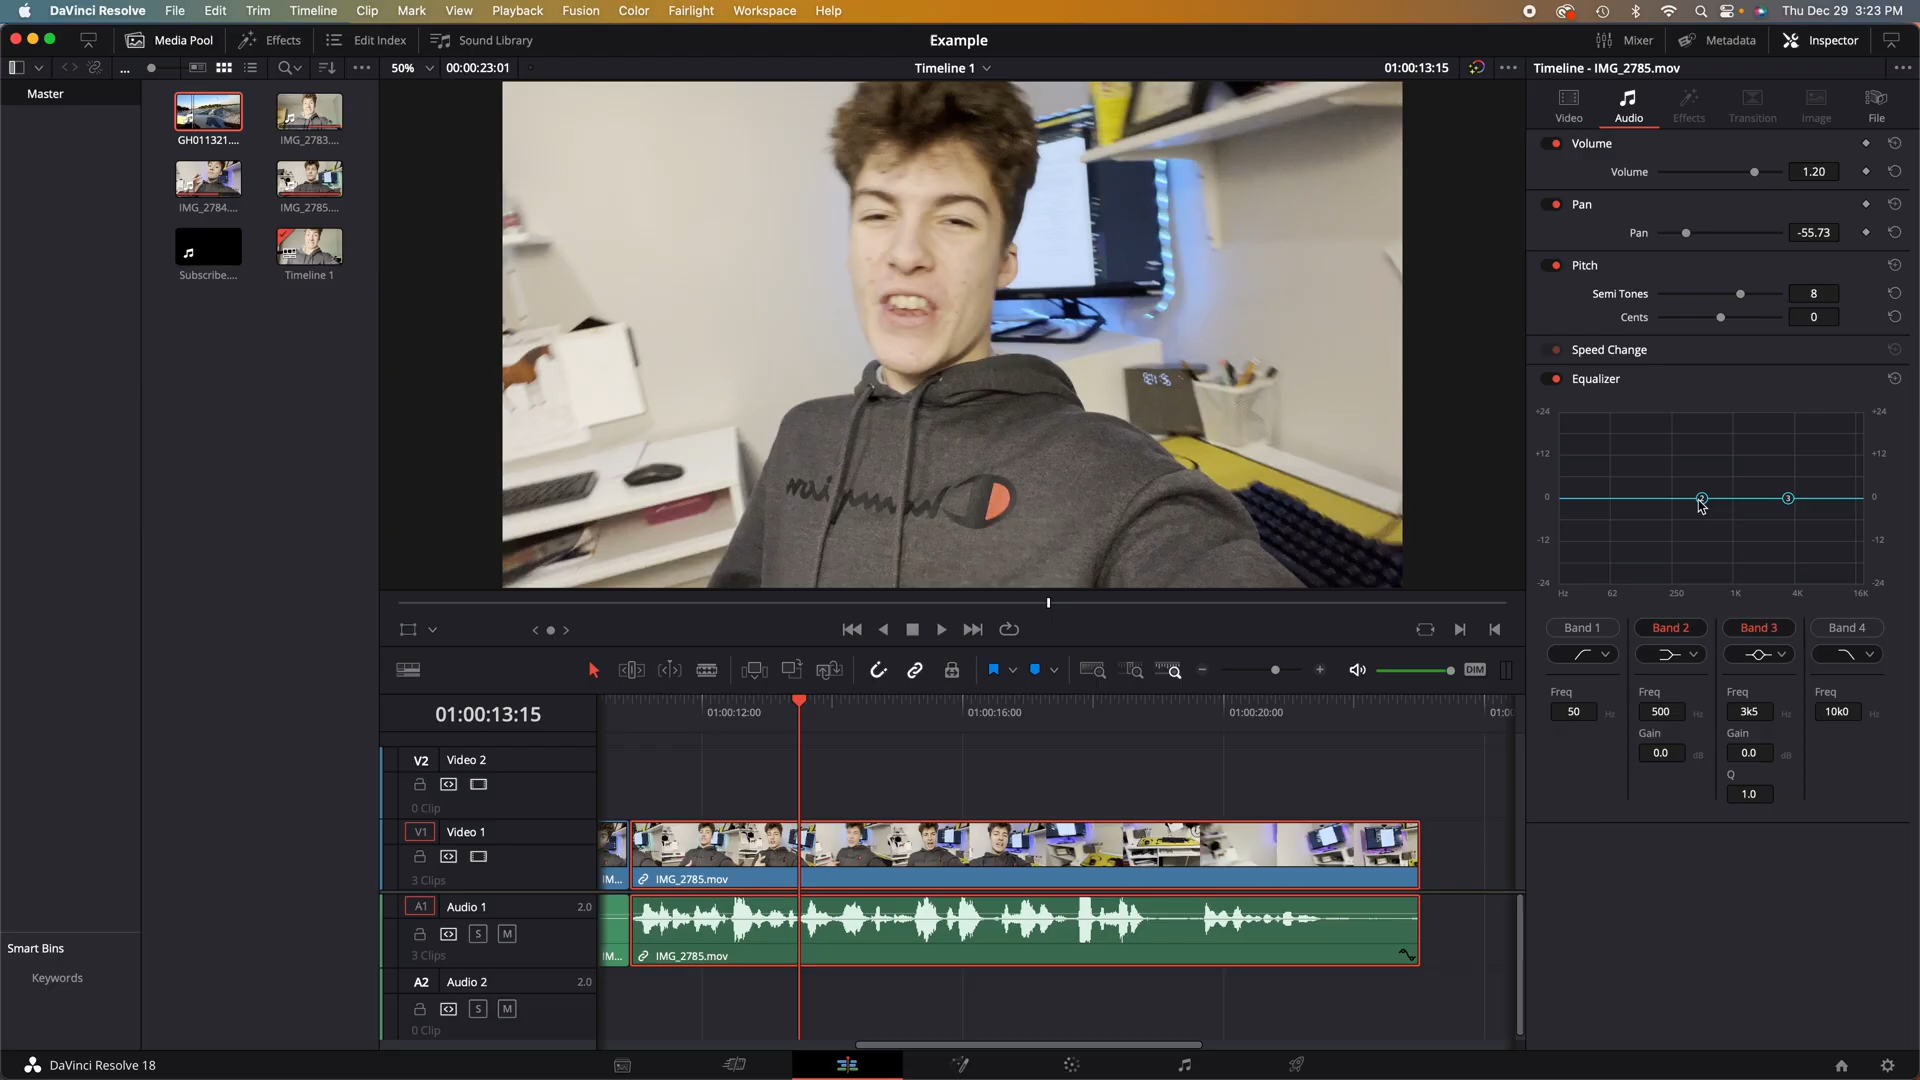 DaVinci Resolve File Edit Trim Timeline Clip Mark View Playback Fusion Color Fairlight Workspace Help Thu Dec 29 3:23 PM
Media Pool Effects Edit Index Sound Library Example Mixer Metadata Inspector
50% 00:00:23:01 Timeline 1 01:00:13:15 Timeline - IMG_2785.mov
Master
GH011321.... IMG_2783....
IMG_2784.... IMG_2785....
Subscribe.... Timeline 1
Video Audio Effects Transition Image File
Volume
Volume 1.20
Pan
Pan -55.73
Pitch
Semi Tones 8
Cents 0
Speed Change
Equalizer
+24 +24
+12 +12
0 2 3 0
-12 -12
-24 -24
Hz 62 250 1K 4K 16K
Band 1 Band 2 Band 3 Band 4
Freq Freq Freq Freq
50 Hz 500 Hz 3k5 Hz 10k0 Hz
Gain Gain
0.0 dB 0.0 dB
Q
1.0
DIM
01:00:13:15 01:00:12:00 01:00:16:00 01:00:20:00 01:00
V2 Video 2
0 Clip
V1 Video 1
3 Clips
IM... IMG_2785.mov
A1 Audio 1 2.0
S M
3 Clips
IM... IMG_2785.mov
A2 Audio 2 2.0
S M
0 Clip
Smart Bins
Keywords
DaVinci Resolve 18